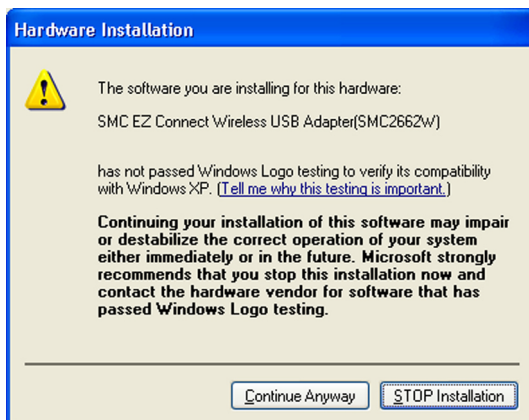 Hardware Installation
The software you are installing for this hardware:
SMC EZ Connect Wireless USB Adapter(SMC2662W)
has not passed Windows Logo testing to verify its compatibility
with Windows XP. (Tell me why this testing is important.)
Continuing your installation of this software may impair
or destabilize the correct operation of your system
either immediately or in the future. Microsoft strongly
recommends that you stop this installation now and
contact the hardware vendor for software that has
passed Windows Logo testing.
Continue Anyway
STOP Installation